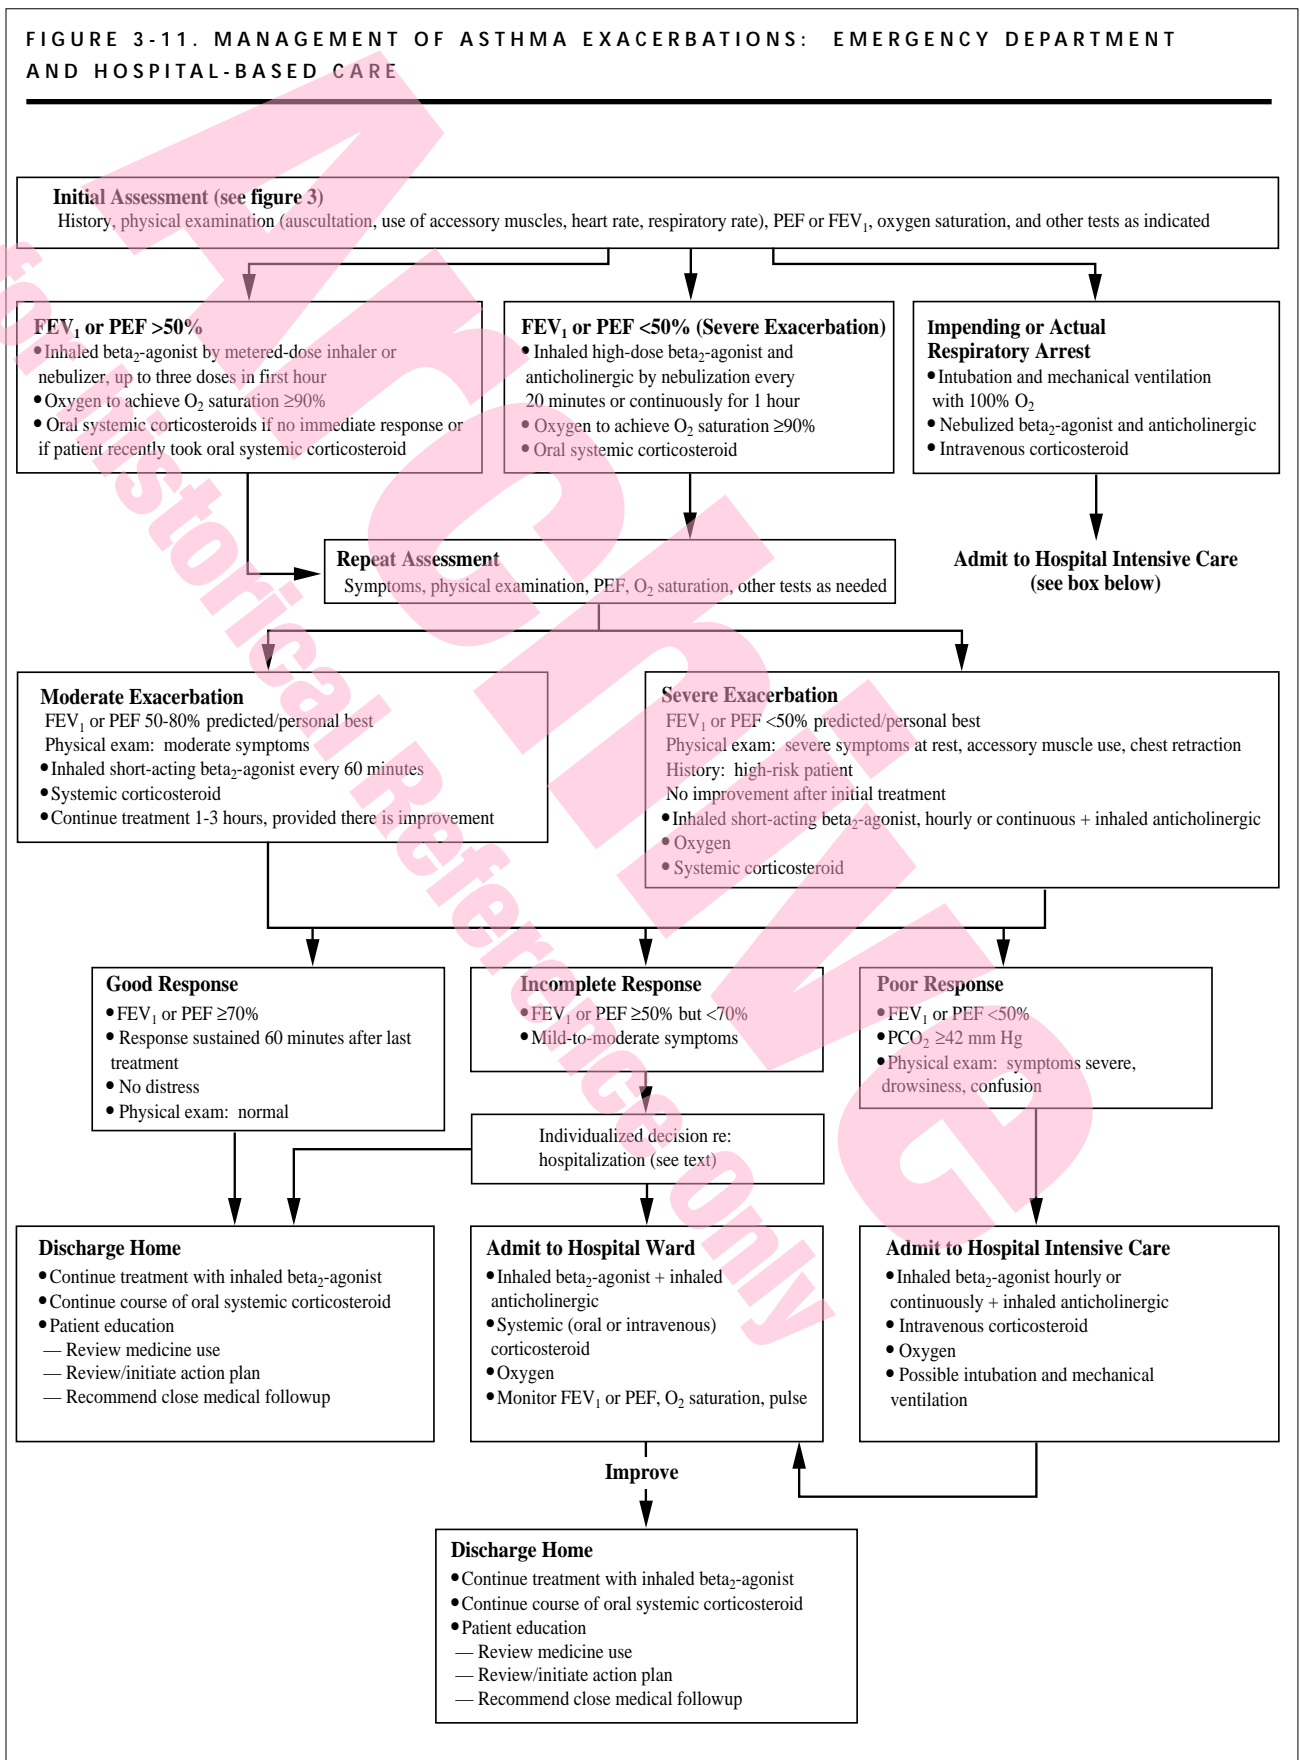 FIGURE 3-11. MANAGEMENT OF ASTHMA EXACERBATIONS: EMERGENCY DEPARTMENT
AND HOSPITAL-BASED CARE
Initial Assessment (see figure 3)
History, physical examination (auscultation, use of accessory muscles, heart rate, respiratory rate), PEF or FEV₁, oxygen saturation, and other tests as indicated
FEV₁ or PEF >50%
• Inhaled beta₂-agonist by metered-dose inhaler or
nebulizer, up to three doses in first hour
• Oxygen to achieve O₂ saturation ≥90%
• Oral systemic corticosteroids if no immediate response or
if patient recently took oral systemic corticosteroid
FEV₁ or PEF <50% (Severe Exacerbation)
• Inhaled high-dose beta₂-agonist and
anticholinergic by nebulization every
20 minutes or continuously for 1 hour
• Oxygen to achieve O₂ saturation ≥90%
• Oral systemic corticosteroid
Impending or Actual
Respiratory Arrest
• Intubation and mechanical ventilation
with 100% O₂
• Nebulized beta₂-agonist and anticholinergic
• Intravenous corticosteroid
Repeat Assessment
Symptoms, physical examination, PEF, O₂ saturation, other tests as needed
Admit to Hospital Intensive Care
(see box below)
Moderate Exacerbation
FEV₁ or PEF 50-80% predicted/personal best
Physical exam: moderate symptoms
• Inhaled short-acting beta₂-agonist every 60 minutes
• Systemic corticosteroid
• Continue treatment 1-3 hours, provided there is improvement
Severe Exacerbation
FEV₁ or PEF <50% predicted/personal best
Physical exam: severe symptoms at rest, accessory muscle use, chest retraction
History: high-risk patient
No improvement after initial treatment
• Inhaled short-acting beta₂-agonist, hourly or continuous + inhaled anticholinergic
• Oxygen
• Systemic corticosteroid
Good Response
• FEV₁ or PEF ≥70%
• Response sustained 60 minutes after last
treatment
• No distress
• Physical exam: normal
Incomplete Response
• FEV₁ or PEF ≥50% but <70%
• Mild-to-moderate symptoms
Poor Response
• FEV₁ or PEF <50%
• PCO₂ ≥42 mm Hg
• Physical exam: symptoms severe,
drowsiness, confusion
Individualized decision re:
hospitalization (see text)
Discharge Home
• Continue treatment with inhaled beta₂-agonist
• Continue course of oral systemic corticosteroid
• Patient education
— Review medicine use
— Review/initiate action plan
— Recommend close medical followup
Admit to Hospital Ward
• Inhaled beta₂-agonist + inhaled
anticholinergic
• Systemic (oral or intravenous)
corticosteroid
• Oxygen
• Monitor FEV₁ or PEF, O₂ saturation, pulse
Admit to Hospital Intensive Care
• Inhaled beta₂-agonist hourly or
continuously + inhaled anticholinergic
• Intravenous corticosteroid
• Oxygen
• Possible intubation and mechanical
ventilation
Improve
Discharge Home
• Continue treatment with inhaled beta₂-agonist
• Continue course of oral systemic corticosteroid
• Patient education
— Review medicine use
— Review/initiate action plan
— Recommend close medical followup
Archive
for historical Reference only